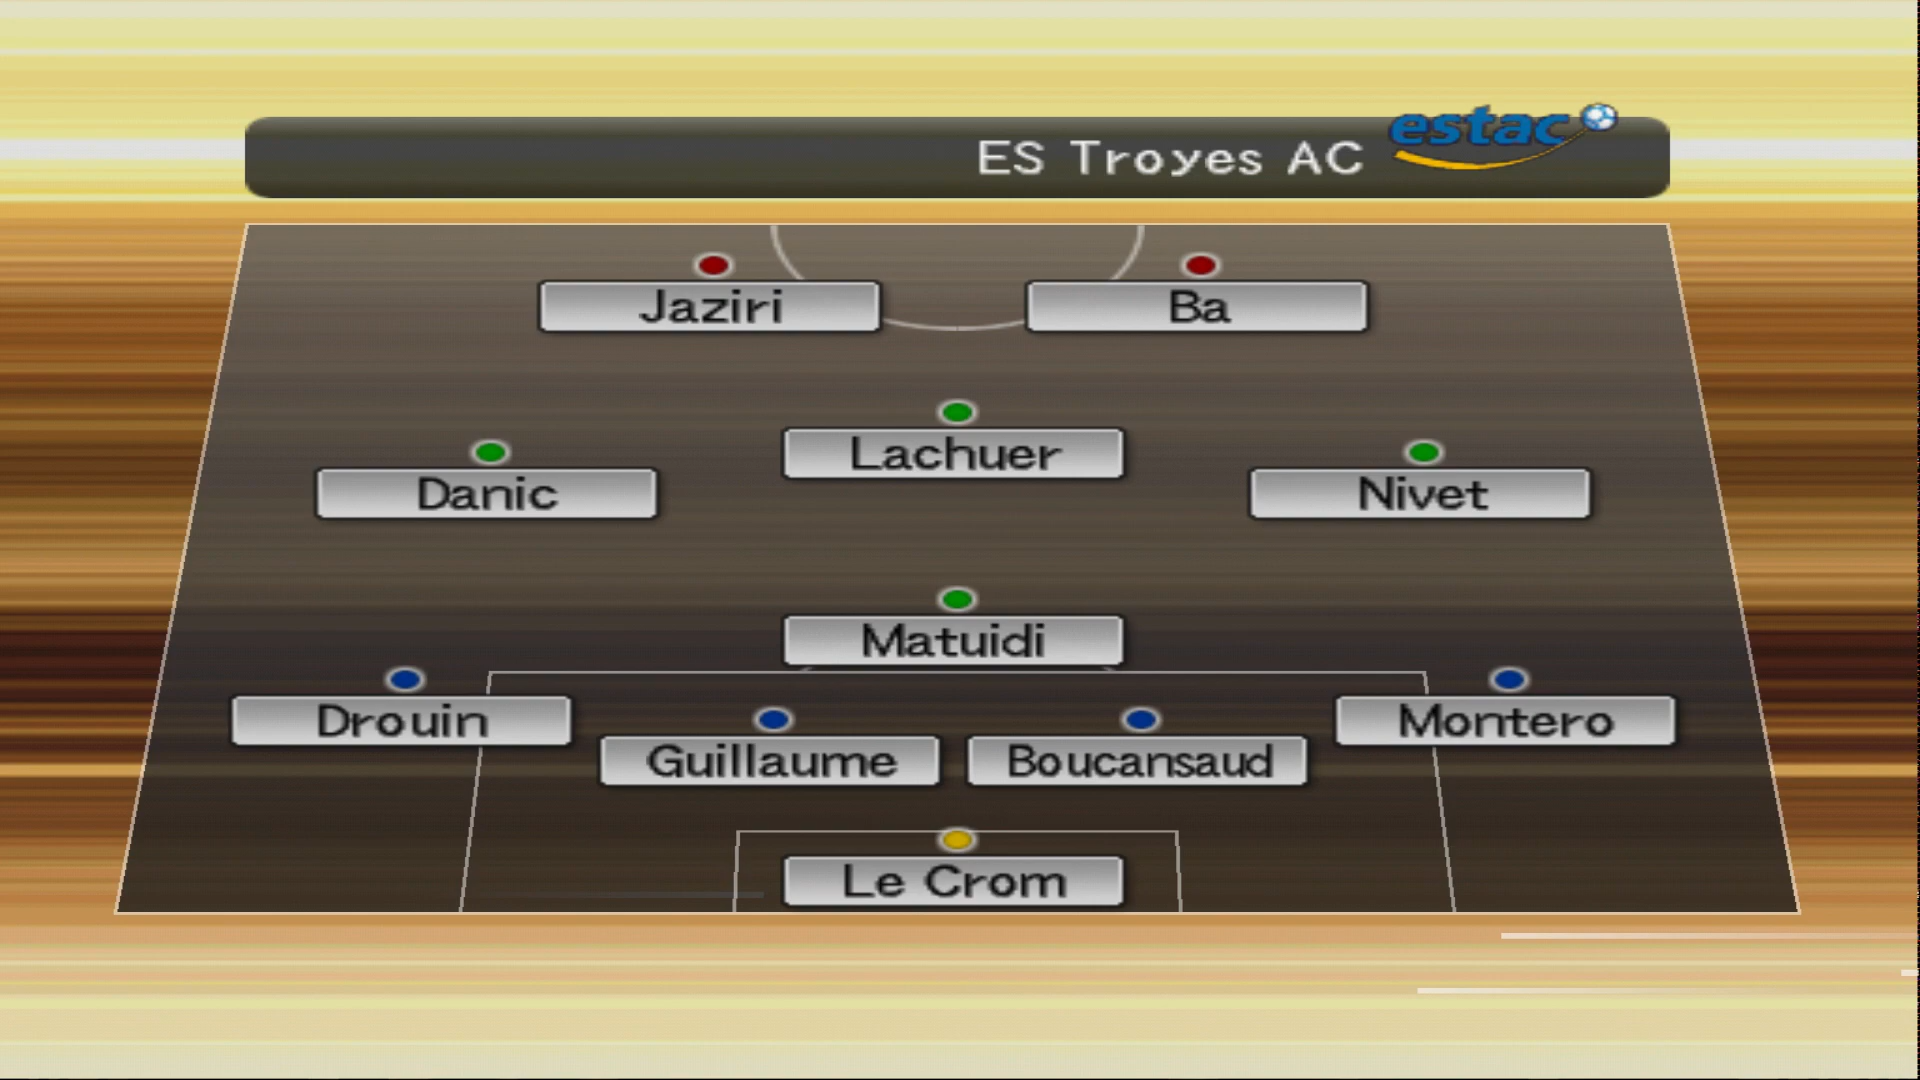 ES Troyes AC estac
Jaziri Ba
Lachuer
Danic Nivet
Matuidi
Drouin Montero
Guillaume Boucansaud
Le Crom